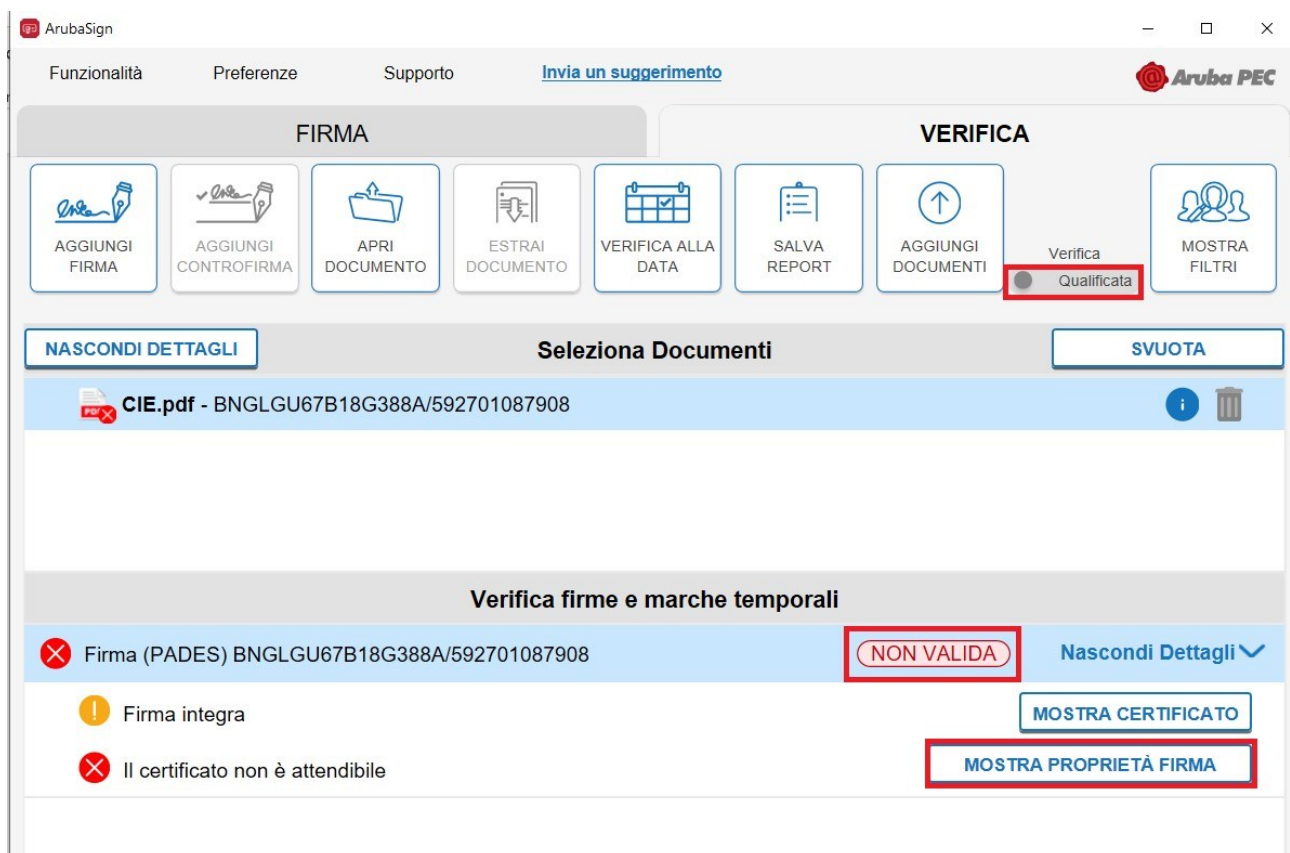 ArubaSign
Funzionalità Preferenze Supporto Invia un suggerimento Aruba PEC
FIRMA VERIFICA
AGGIUNGI FIRMA
AGGIUNGI CONTROFIRMA
APRI DOCUMENTO
ESTRAI DOCUMENTO
VERIFICA ALLA DATA
SALVA REPORT
AGGIUNGI DOCUMENTI
Verifica
Qualificata
MOSTRA FILTRI
NASCONDI DETTAGLI Seleziona Documenti SVUOTA
CIE.pdf - BNGLGU67B18G388A/592701087908
Verifica firme e marche temporali
Firma (PADES) BNGLGU67B18G388A/592701087908 NON VALIDA Nascondi Dettagli
Firma integra MOSTRA CERTIFICATO
Il certificato non è attendibile MOSTRA PROPRIETÀ FIRMA